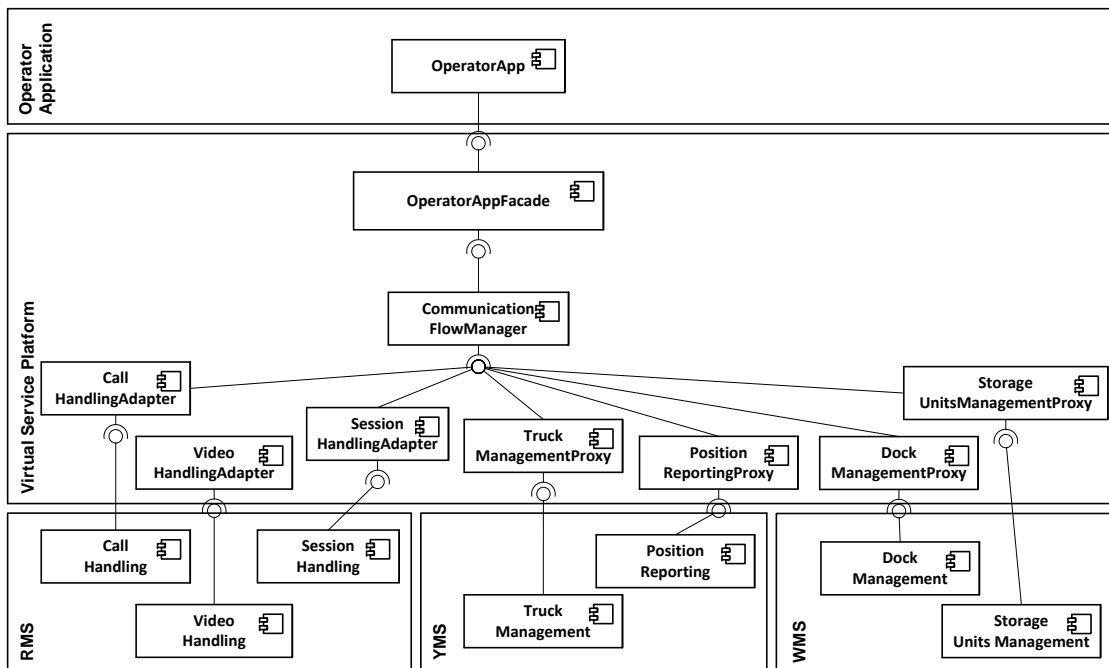 Operator
Application
OperatorApp
Virtual Service Platform
OperatorAppFacade
Communication
FlowManager
Call
HandlingAdapter
Video
HandlingAdapter
Session
HandlingAdapter
Truck
ManagementProxy
Position
ReportingProxy
Dock
ManagementProxy
Storage
UnitsManagementProxy
RMS
Call
Handling
Video
Handling
Session
Handling
YMS
Truck
Management
Position
Reporting
WMS
Dock
Management
Storage
Units Management